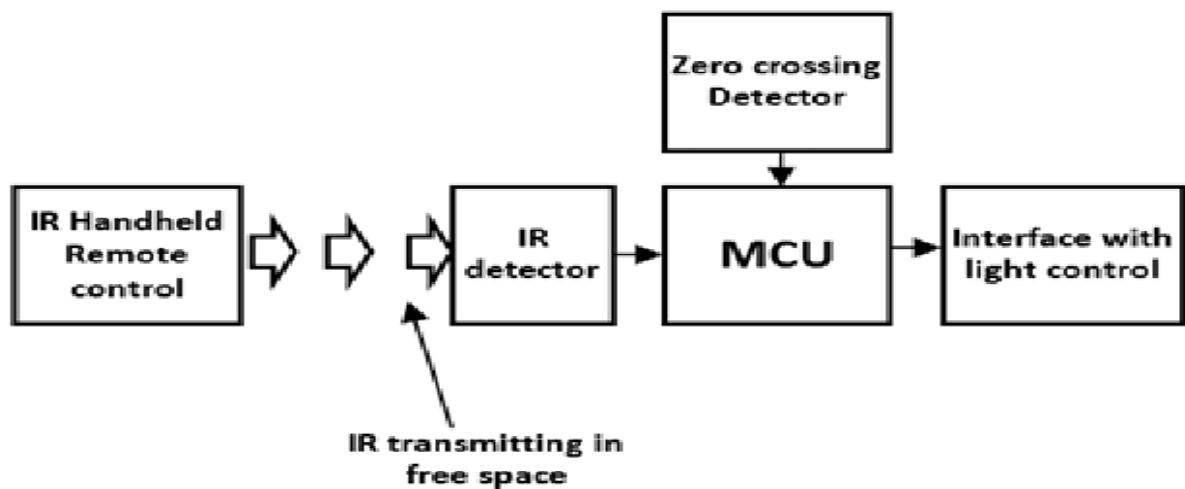 Zero crossing
Detector
IR Handheld
Remote
control
IR
detector
MCU
Interface with
light control
IR transmitting in
free space